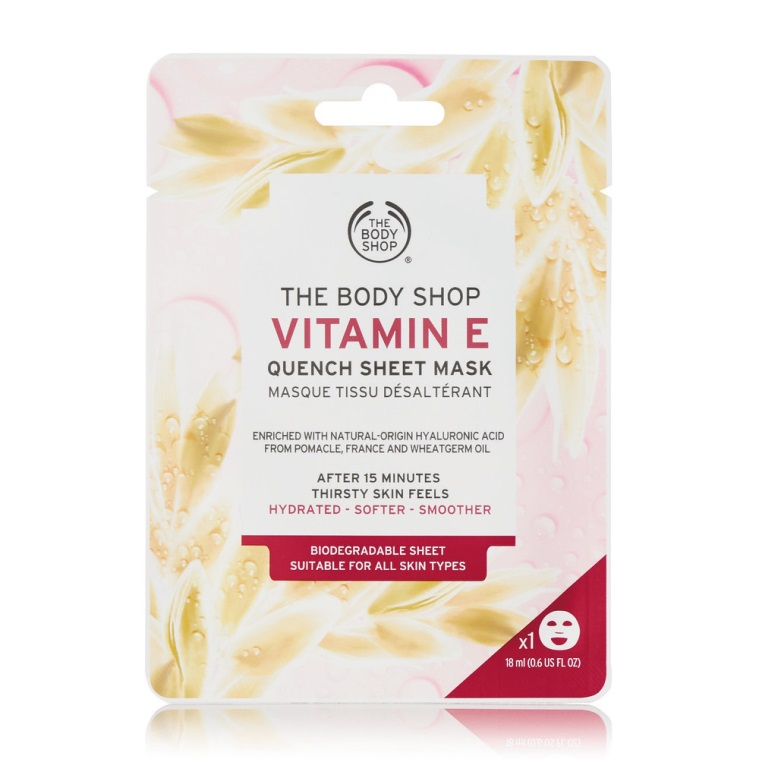 THE
BODY
SHOP
®
THE BODY SHOP
VITAMIN E
QUENCH SHEET MASK
MASQUE TISSU DÉSALTÉRANT
ENRICHED WITH NATURAL-ORIGIN HYALURONIC ACID
FROM POMACLE, FRANCE AND WHEATGERM OIL
AFTER 15 MINUTES
THIRSTY SKIN FEELS
HYDRATED - SOFTER - SMOOTHER
BIODEGRADABLE SHEET
SUITABLE FOR ALL SKIN TYPES
x1
18 ml (0.6 US FL OZ)